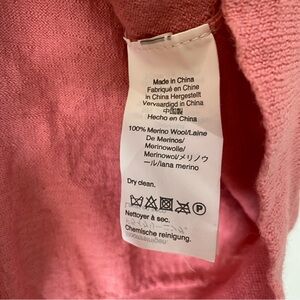 Made in China
Fabriqué en Chine
in China Hergestellt
Vervaardigd in China
中国製
Hecho en China
100% Merino Wool/Laine
De Merinos/
Merinowolle/
Merinowol/メリノウ
ール/lana merino
Dry clean.
P
Nettoyer à sec.
Chemische reinigung.